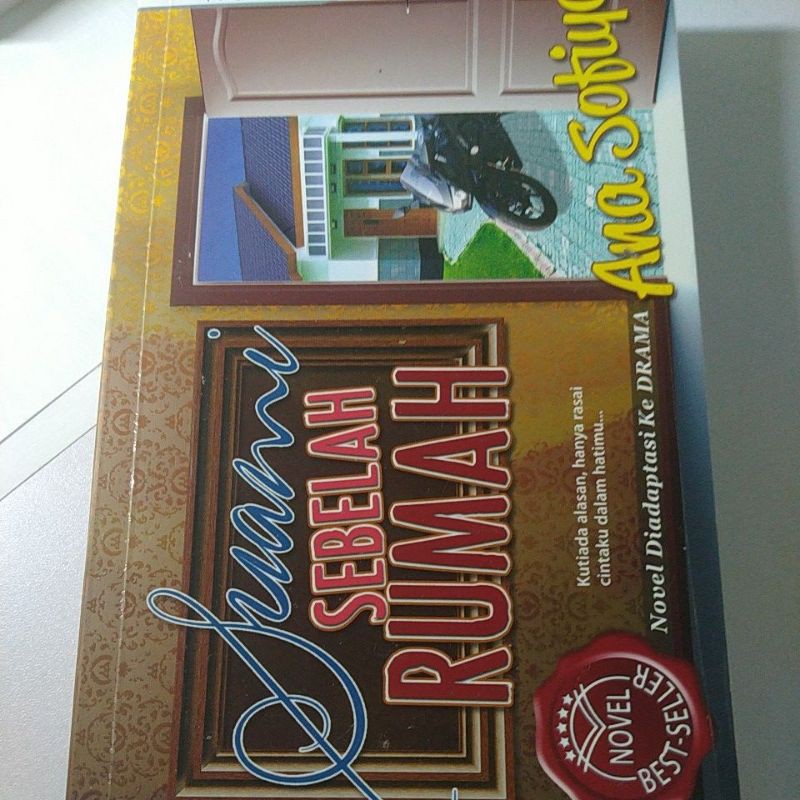 Suami
SEBELAH
RUMAH
Kutiada alasan, hanya rasai
cintaku dalam hatimu...
Novel Diadaptasi Ke DRAMA
Ana Sofiya
NOVEL
BEST-SELLER